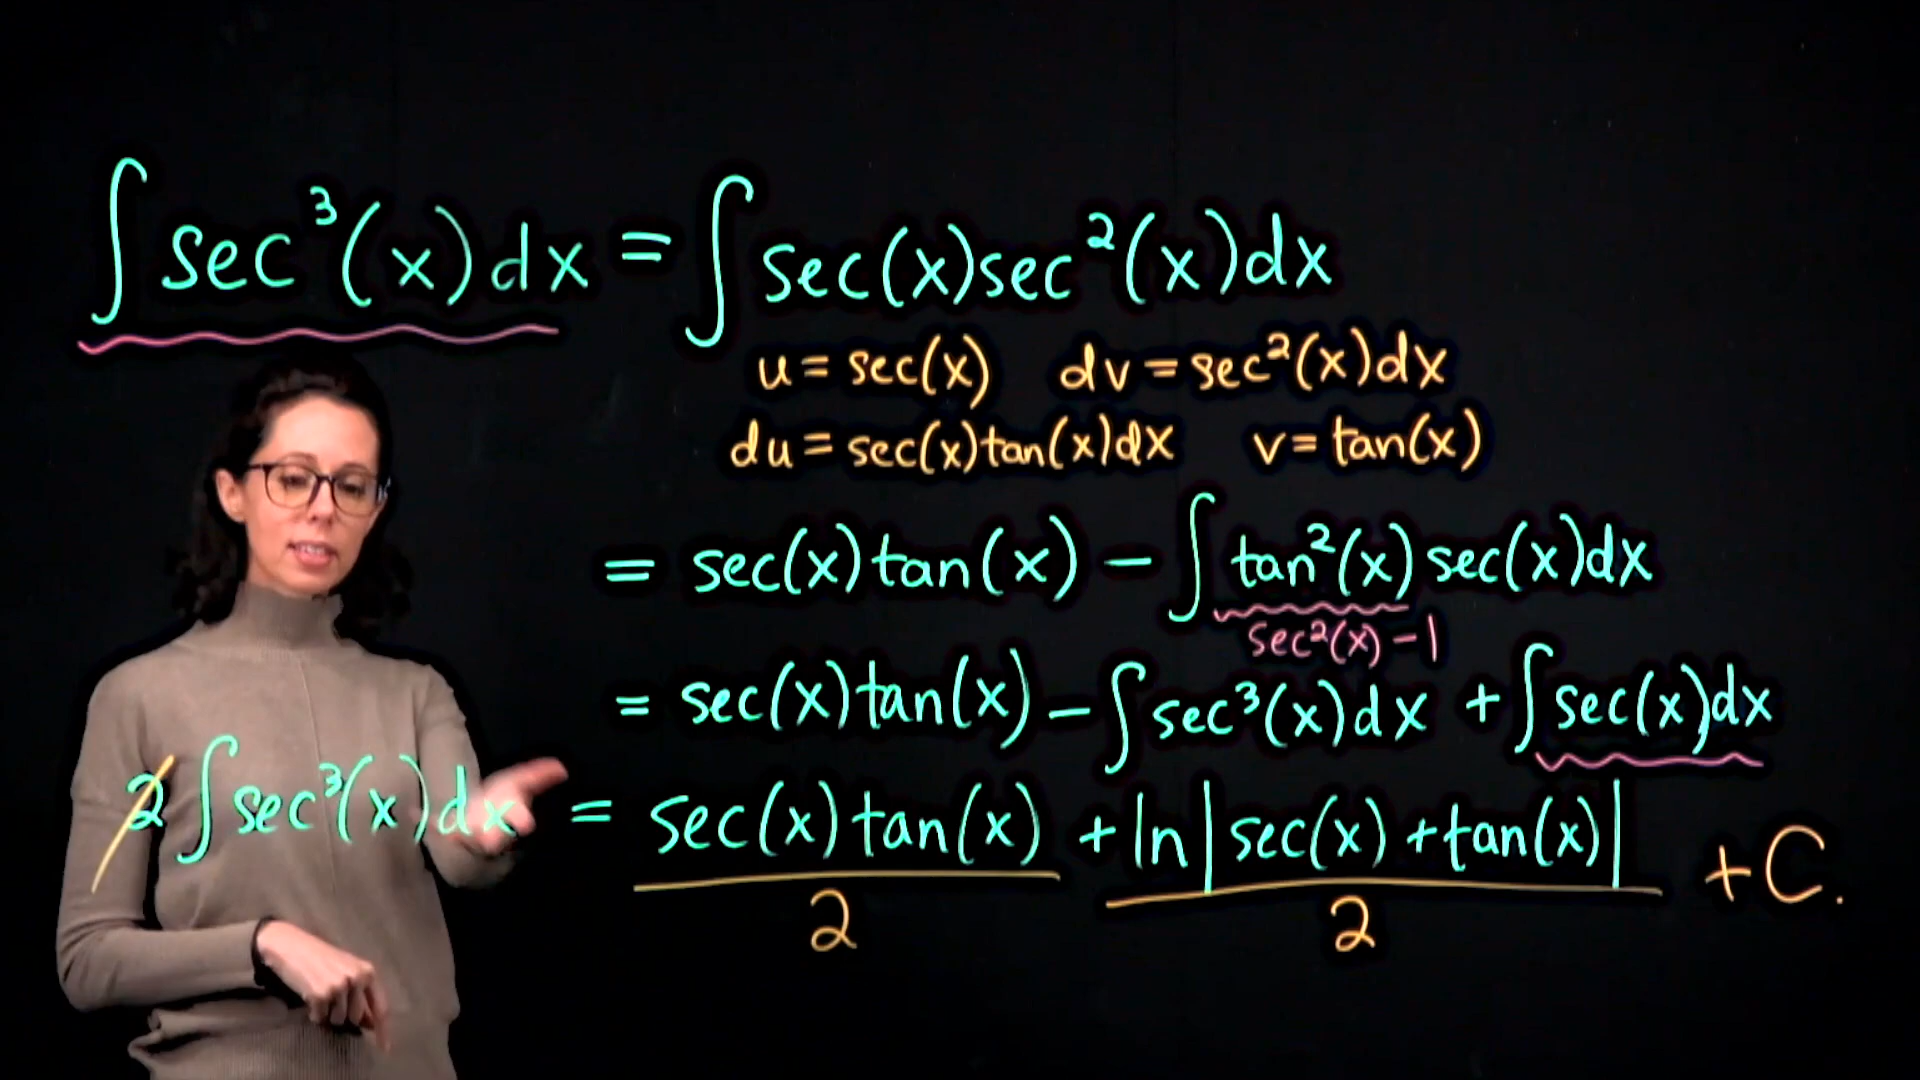 ∫ sec³(x)dx = ∫ sec(x)sec²(x)dx
u = sec(x) dv = sec²(x)dx
du = sec(x)tan(x)dx v = tan(x)
= sec(x)tan(x) − ∫ tan²(x) sec(x)dx
sec²(x) − 1
= sec(x)tan(x) − ∫ sec³(x)dx + ∫ sec(x)dx
2 ∫ sec³(x)dx = sec(x)tan(x) + ln|sec(x) + tan(x)| + C.
2 2